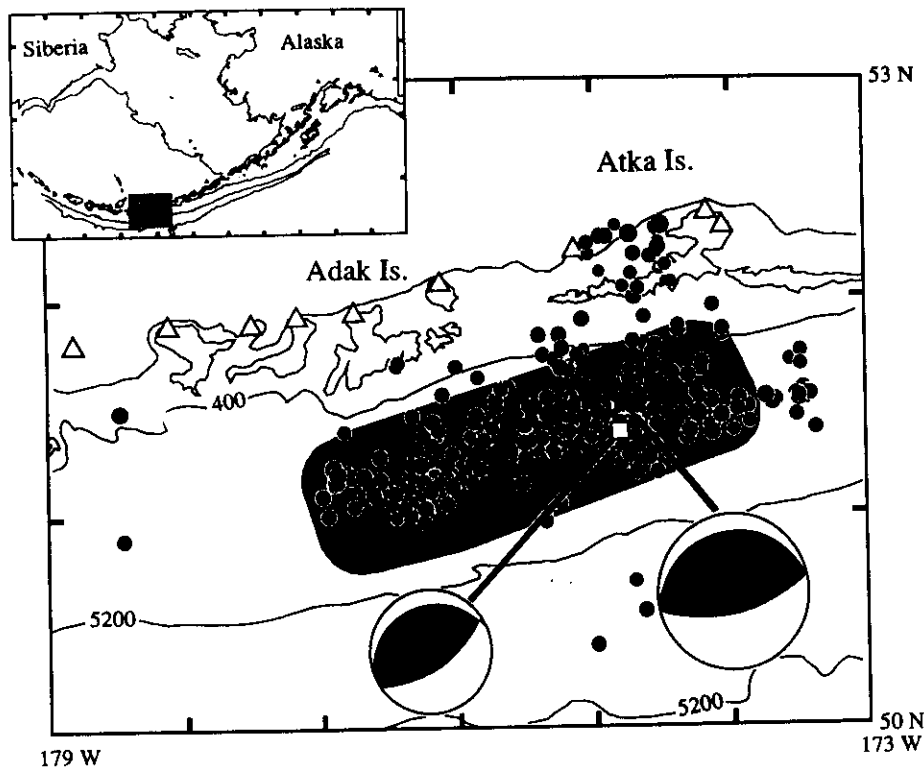 Siberia
Alaska
53 N
Atka Is.
Adak Is.
400
5200
5200
50 N
179 W
173 W